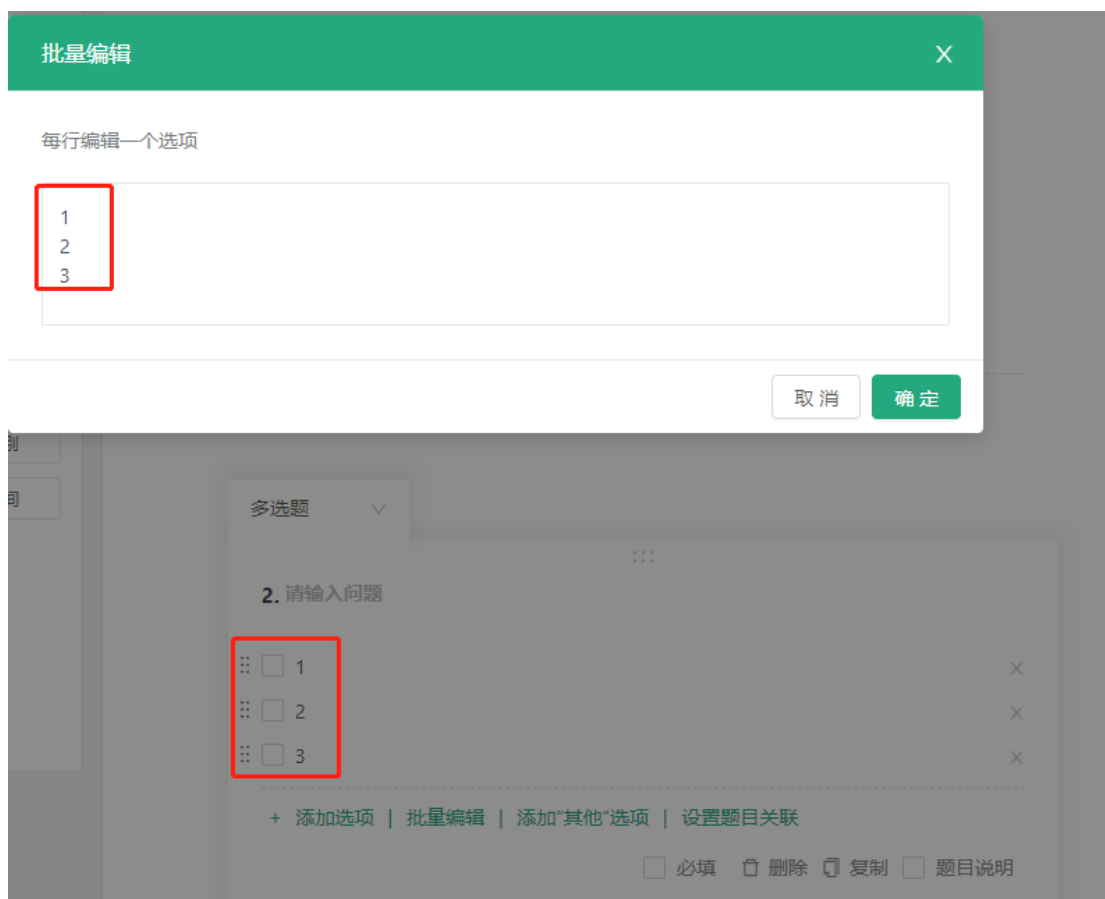 批量编辑
每行编辑一个选项
1
2
3
取消 确定
间
多选题
2. 请输入问题
1
2
3
+ 添加选项 | 批量编辑 | 添加"其他"选项 | 设置题目关联
必填 删除 复制 题目说明